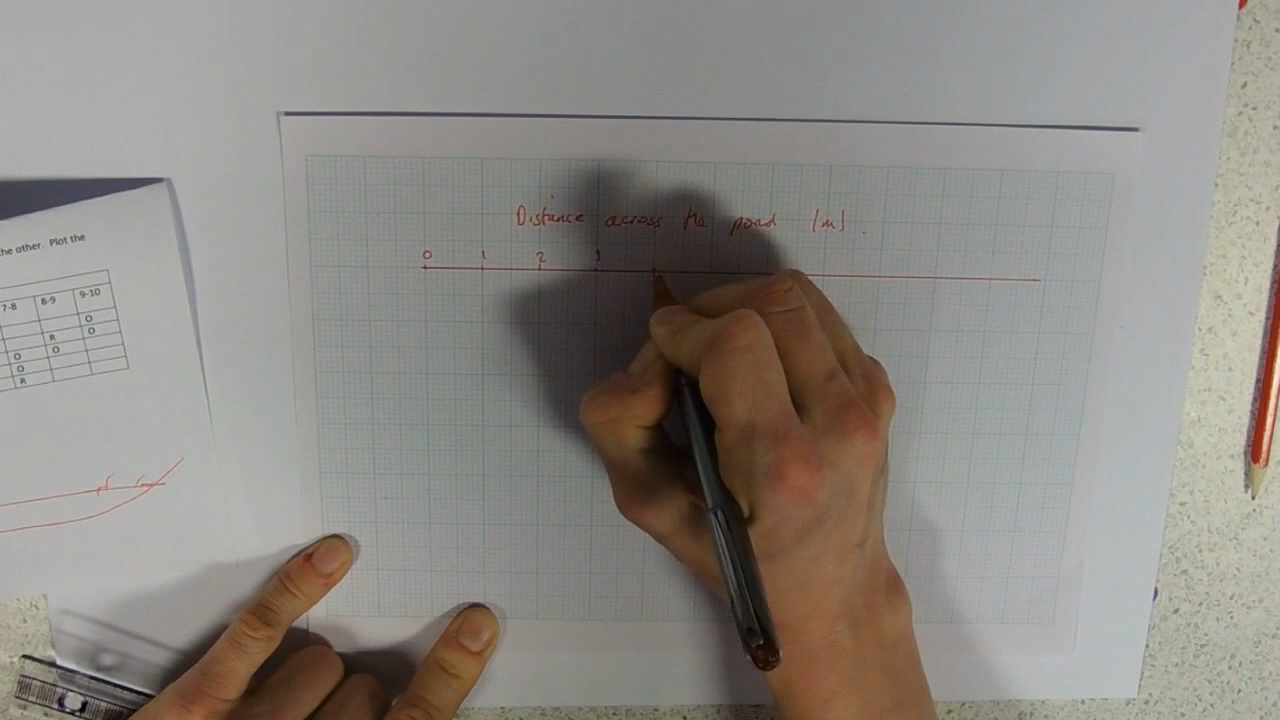 Distance across the pond (m).
0 1 2 3
the other. Plot the
7-8 8-9 9-10
O
R O
O O
O
R